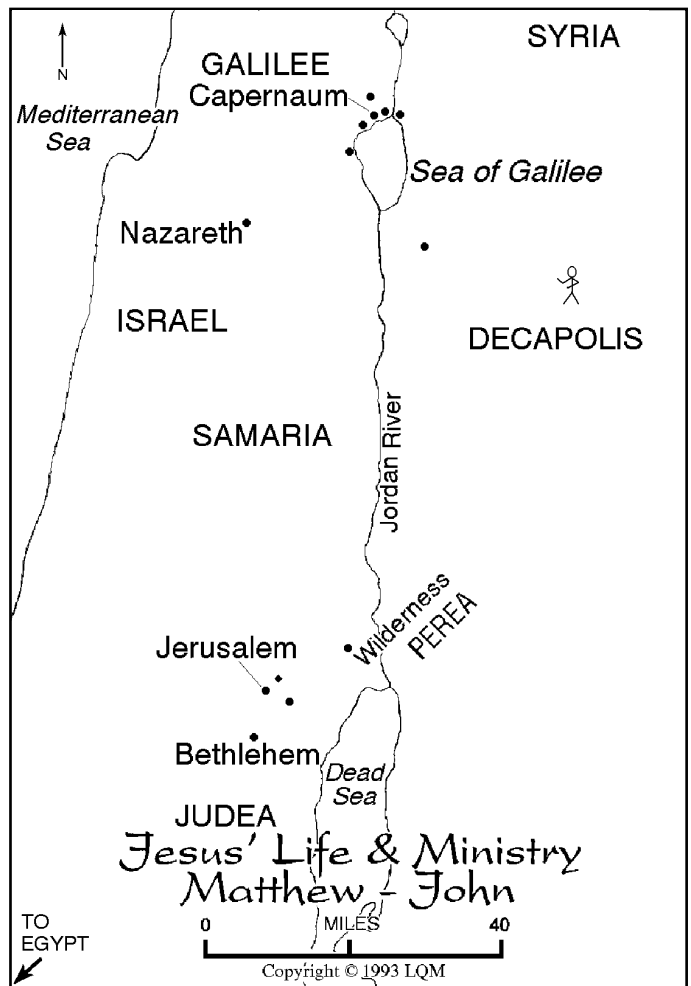 SYRIA
GALILEE
Capernaum
N
Mediterranean
Sea
Sea of Galilee
Nazareth
ISRAEL
DECAPOLIS
SAMARIA
Jordan River
Wilderness
PEREA
Jerusalem
Bethlehem
Dead
Sea
JUDEA
Jesus' Life & Ministry
Matthew - John
TO
EGYPT
0 MILES 40
Copyright © 1993 LQM